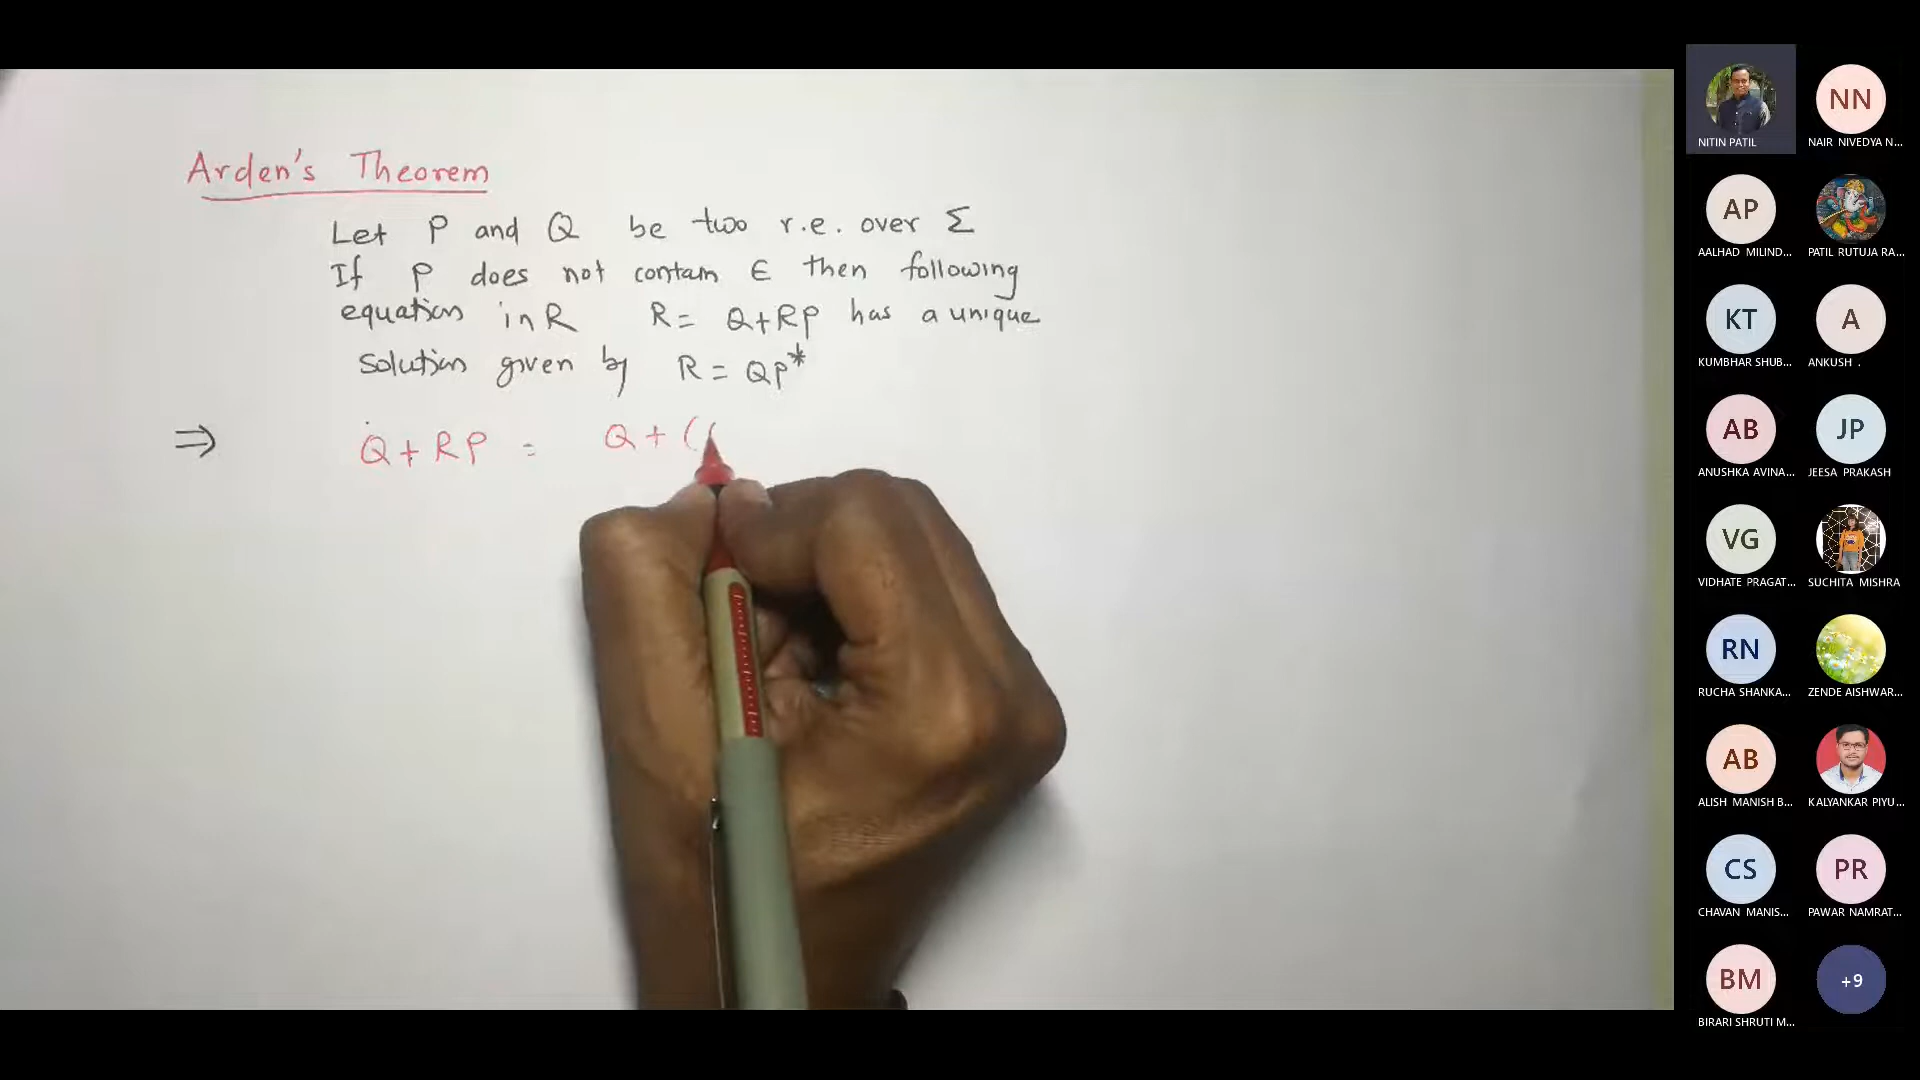 Arden's Theorem
Let P and Q be two r.e. over Σ
If P does not contain ϵ then following
equation in R R = Q+RP has a unique
Solution given by R = QP*
⇒ Q + RP = Q + ((
NITIN PATIL
NN
NAIR NIVEDYA N...
AP
AALHAD MILIND...
PATIL RUTUJA RA...
KT
KUMBHAR SHUB...
A
ANKUSH .
AB
ANUSHKA AVINA...
JP
JEESA PRAKASH
VG
VIDHATE PRAGAT...
SUCHITA MISHRA
RN
RUCHA SHANKA...
ZENDE AISHWAR...
AB
ALISH MANISH B...
KALYANKAR PIYU...
CS
CHAVAN MANIS...
PR
PAWAR NAMRAT...
BM
BIRARI SHRUTI M...
+9